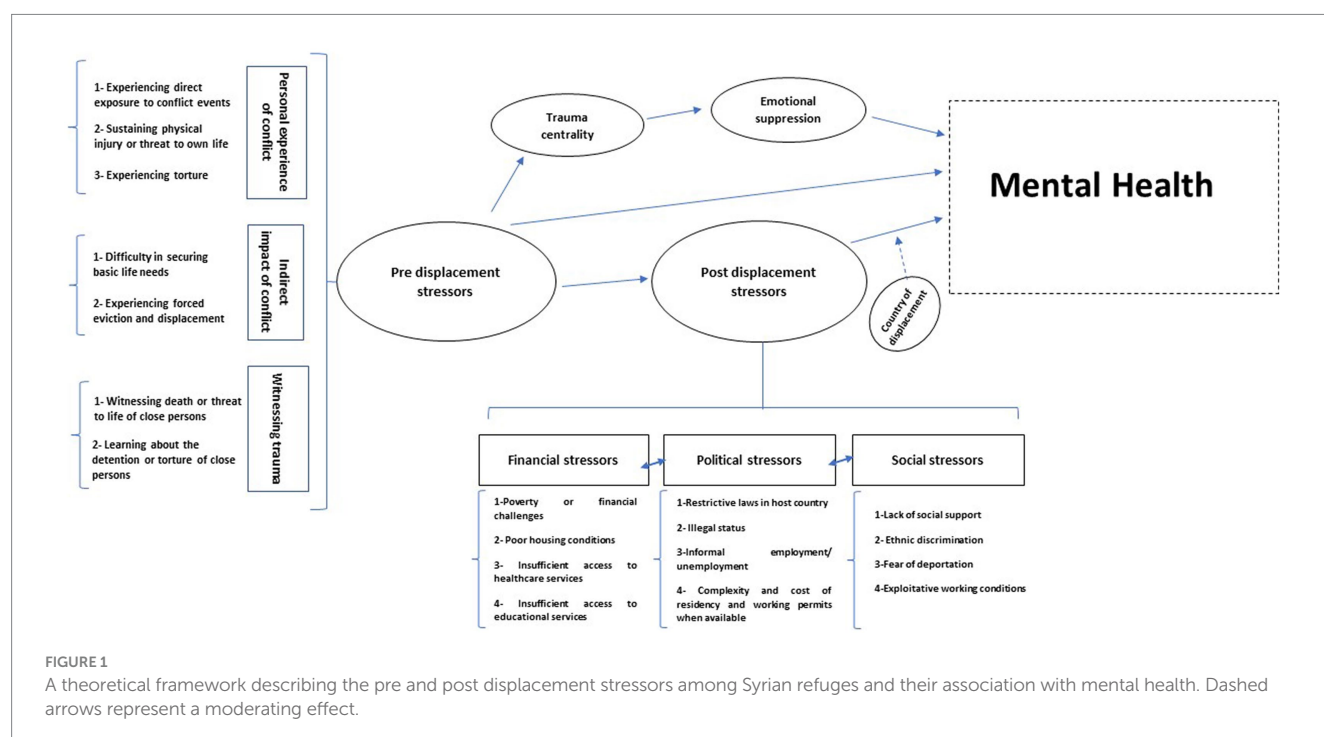 Personal experience
of conflict
1- Experiencing direct
exposure to conflict events
2- Sustaining physical
injury or threat to own life
3- Experiencing torture
Indirect
impact of conflict
1- Difficulty in securing
basic life needs
2- Experiencing forced
eviction and displacement
Witnessing trauma
1- Witnessing death or threat
to life of close persons
2- Learning about the
detention or torture of close
persons
Pre displacement
stressors
Trauma
centrality
Emotional
suppression
Post displacement
stressors
Country of
displacement
Mental Health
Financial stressors
1-Poverty or financial
challenges
2- Poor housing conditions
3- Insufficient access to
healthcare services
4- Insufficient access to
educational services
Political stressors
1-Restrictive laws in host country
2- Illegal status
3-Informal employment/
unemployment
4- Complexity and cost of
residency and working permits
when available
Social stressors
1-Lack of social support
2- Ethnic discrimination
3-Fear of deportation
4-Exploitative working conditions
FIGURE 1
A theoretical framework describing the pre and post displacement stressors among Syrian refuges and their association with mental health. Dashed
arrows represent a moderating effect.